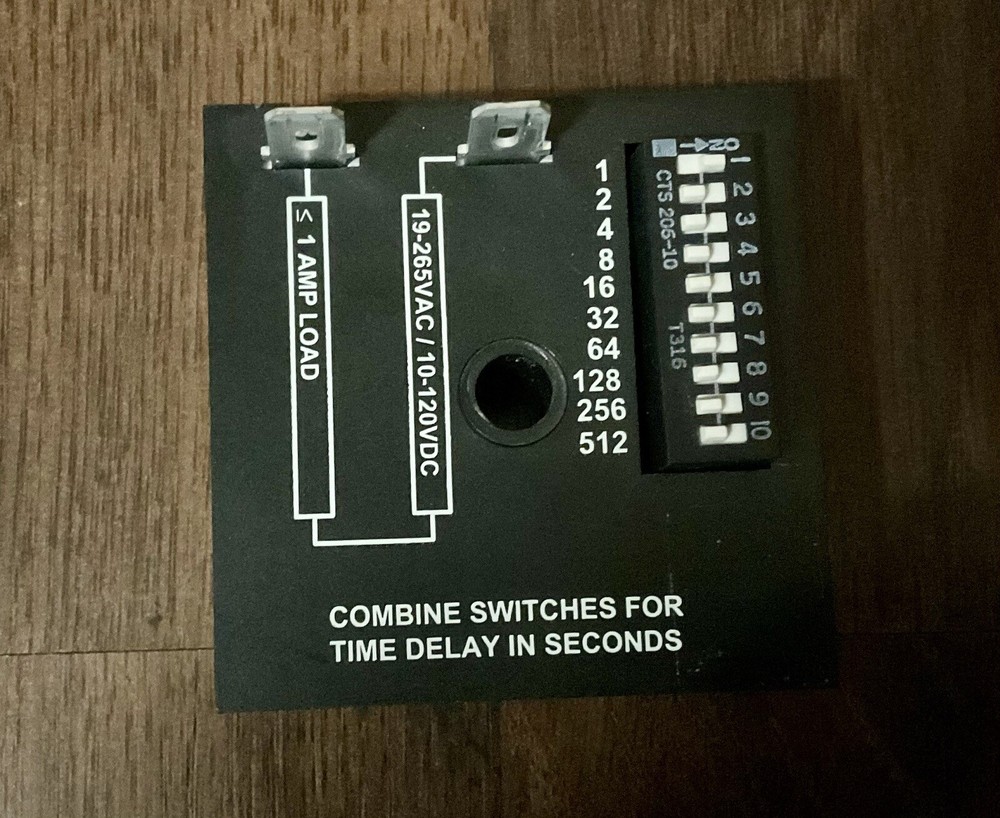 ≤ 1 AMP LOAD
19-265VAC / 10-120VDC
1
2
4
8
16
32
64
128
256
512
ON
CTS 206-10
T316
1
2
3
4
5
6
7
8
9
10
COMBINE SWITCHES FOR
TIME DELAY IN SECONDS